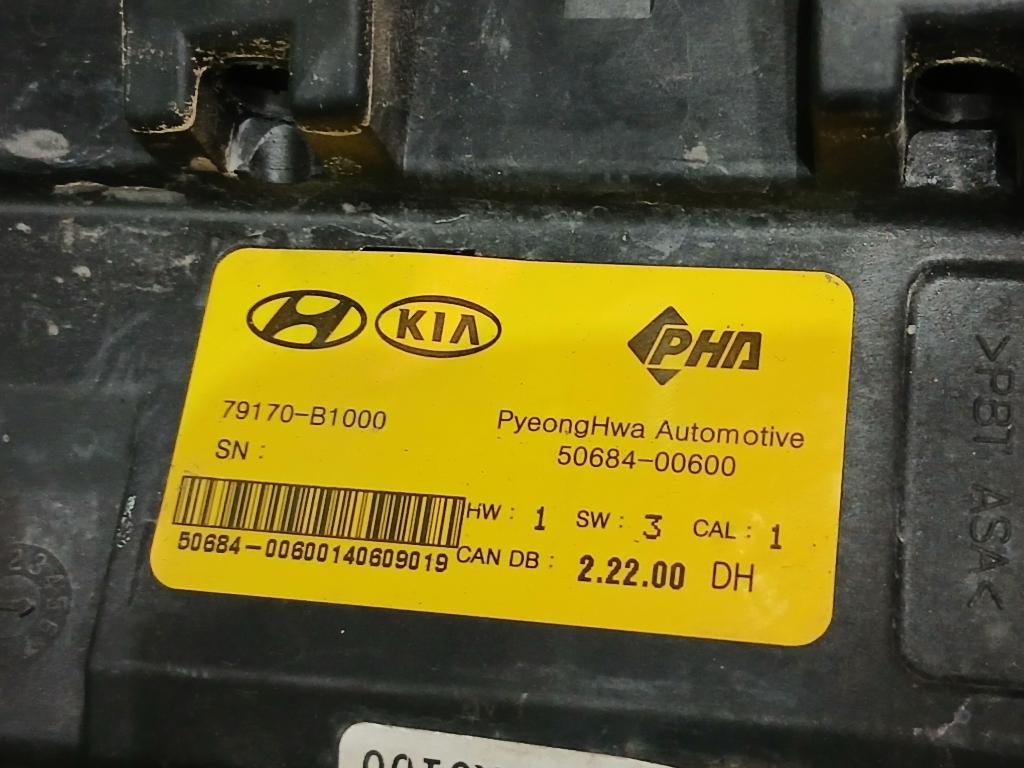 KIA
PHA
79170-B1000
PyeongHwa Automotive
50684-00600
SN :
HW : 1 SW : 3 CAL : 1
50684-00600140609019
CAN DB : 2.22.00 DH
>PBT-ASA<